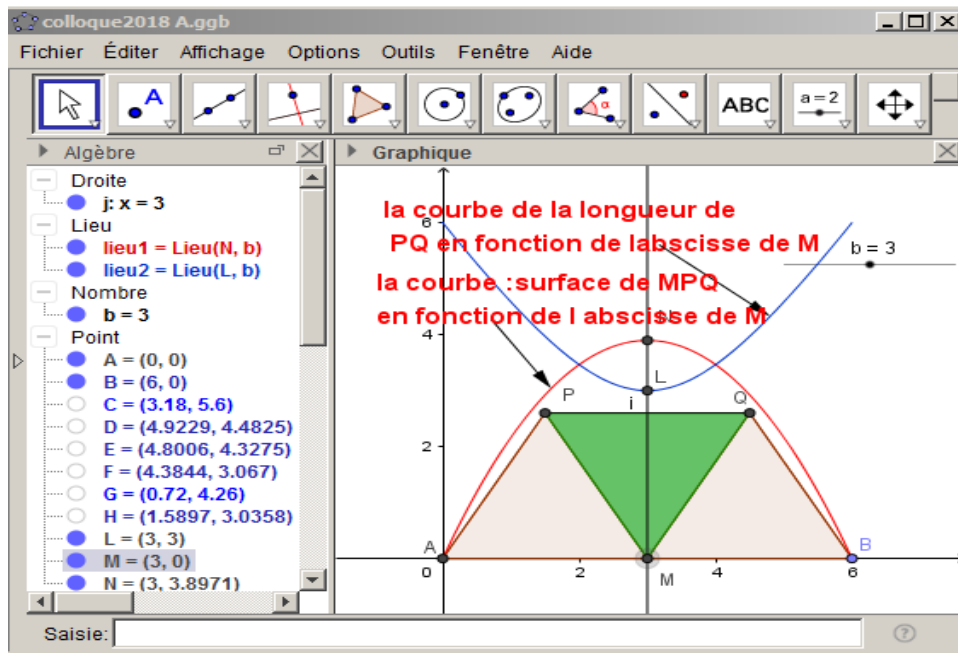 colloque2018 A.ggb
Fichier Éditer Affichage Options Outils Fenêtre Aide
A
α
ABC
a=2
Algèbre
Graphique
Droite
j: x = 3
Lieu
lieu1 = Lieu(N, b)
lieu2 = Lieu(L, b)
Nombre
b = 3
Point
A = (0, 0)
B = (6, 0)
C = (3.18, 5.6)
D = (4.9229, 4.4825)
E = (4.8006, 4.3275)
F = (4.3844, 3.067)
G = (0.72, 4.26)
H = (1.5897, 3.0358)
L = (3, 3)
M = (3, 0)
N = (3, 3.8971)
la courbe de la longueur de
PQ en fonction de labscisse de M
la courbe :surface de MPQ
en fonction de l abscisse de M
b = 3
6
4
2
0
2
4
6
L
P
i
Q
A
M
B
Saisie:
?